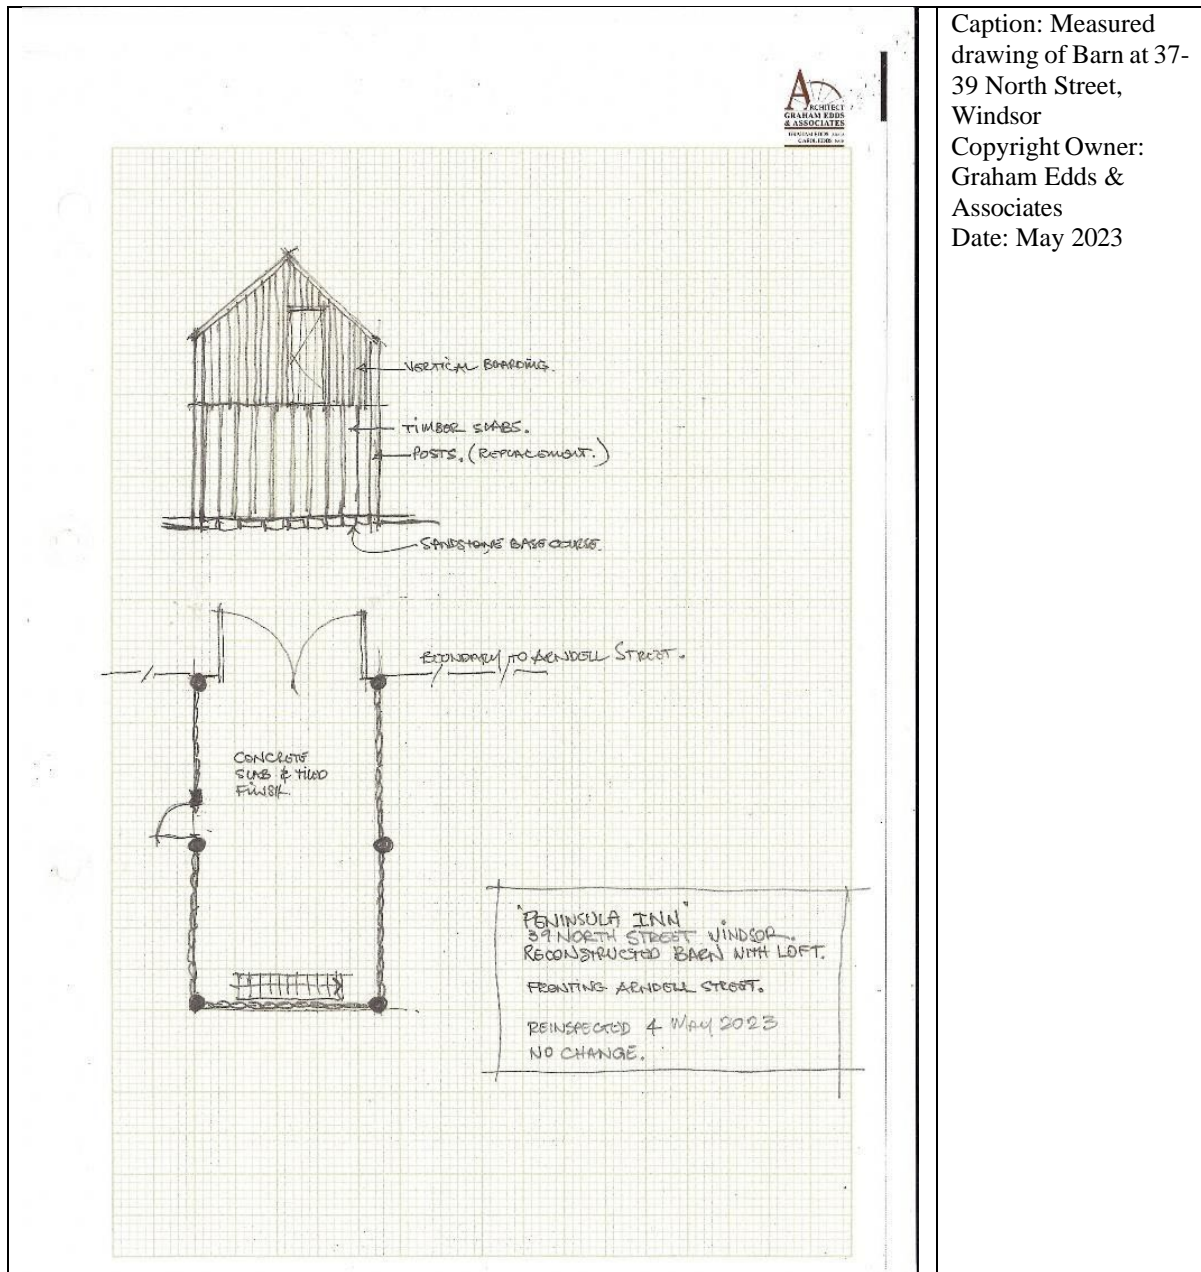 ARCHITECT
GRAHAM EDDS
& ASSOCIATES
Caption: Measured
drawing of Barn at 37-
39 North Street,
Windsor
Copyright Owner:
Graham Edds &
Associates
Date: May 2023
VERTICAL BOARDING.
TIMBER SLABS.
POSTS. (REPLACEMENT.)
SANDSTONE BASE COURSE.
BOUNDARY TO ARNDELL STREET.
CONCRETE
SLAB & TILED
FINISH.
"PENINSULA INN"
39 NORTH STREET WINDSOR.
RECONSTRUCTED BARN WITH LOFT.
FRONTING ARNDELL STREET.
REINSPECTED 4 MAY 2023
NO CHANGE.